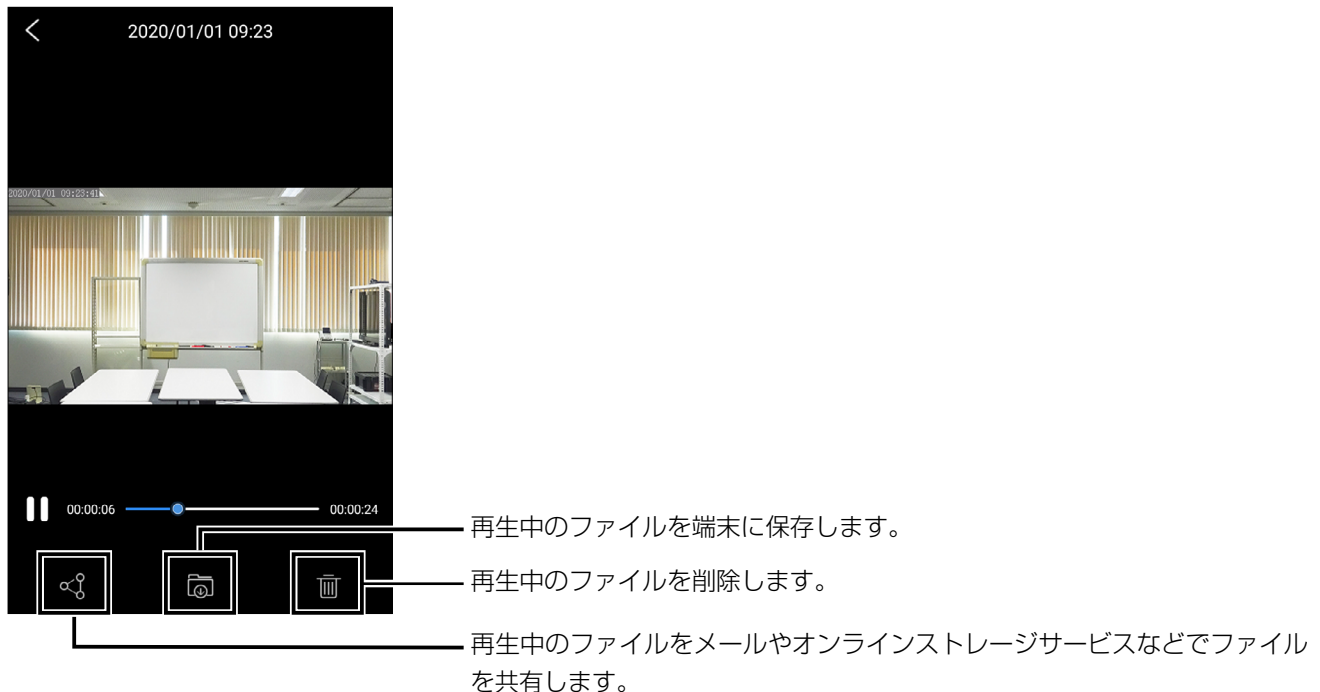 2020/01/01 09:23
2020/01/01 09:23:41
00:00:06
00:00:24
再生中のファイルを端末に保存します。
再生中のファイルを削除します。
再生中のファイルをメールやオンラインストレージサービスなどでファイル
を共有します。